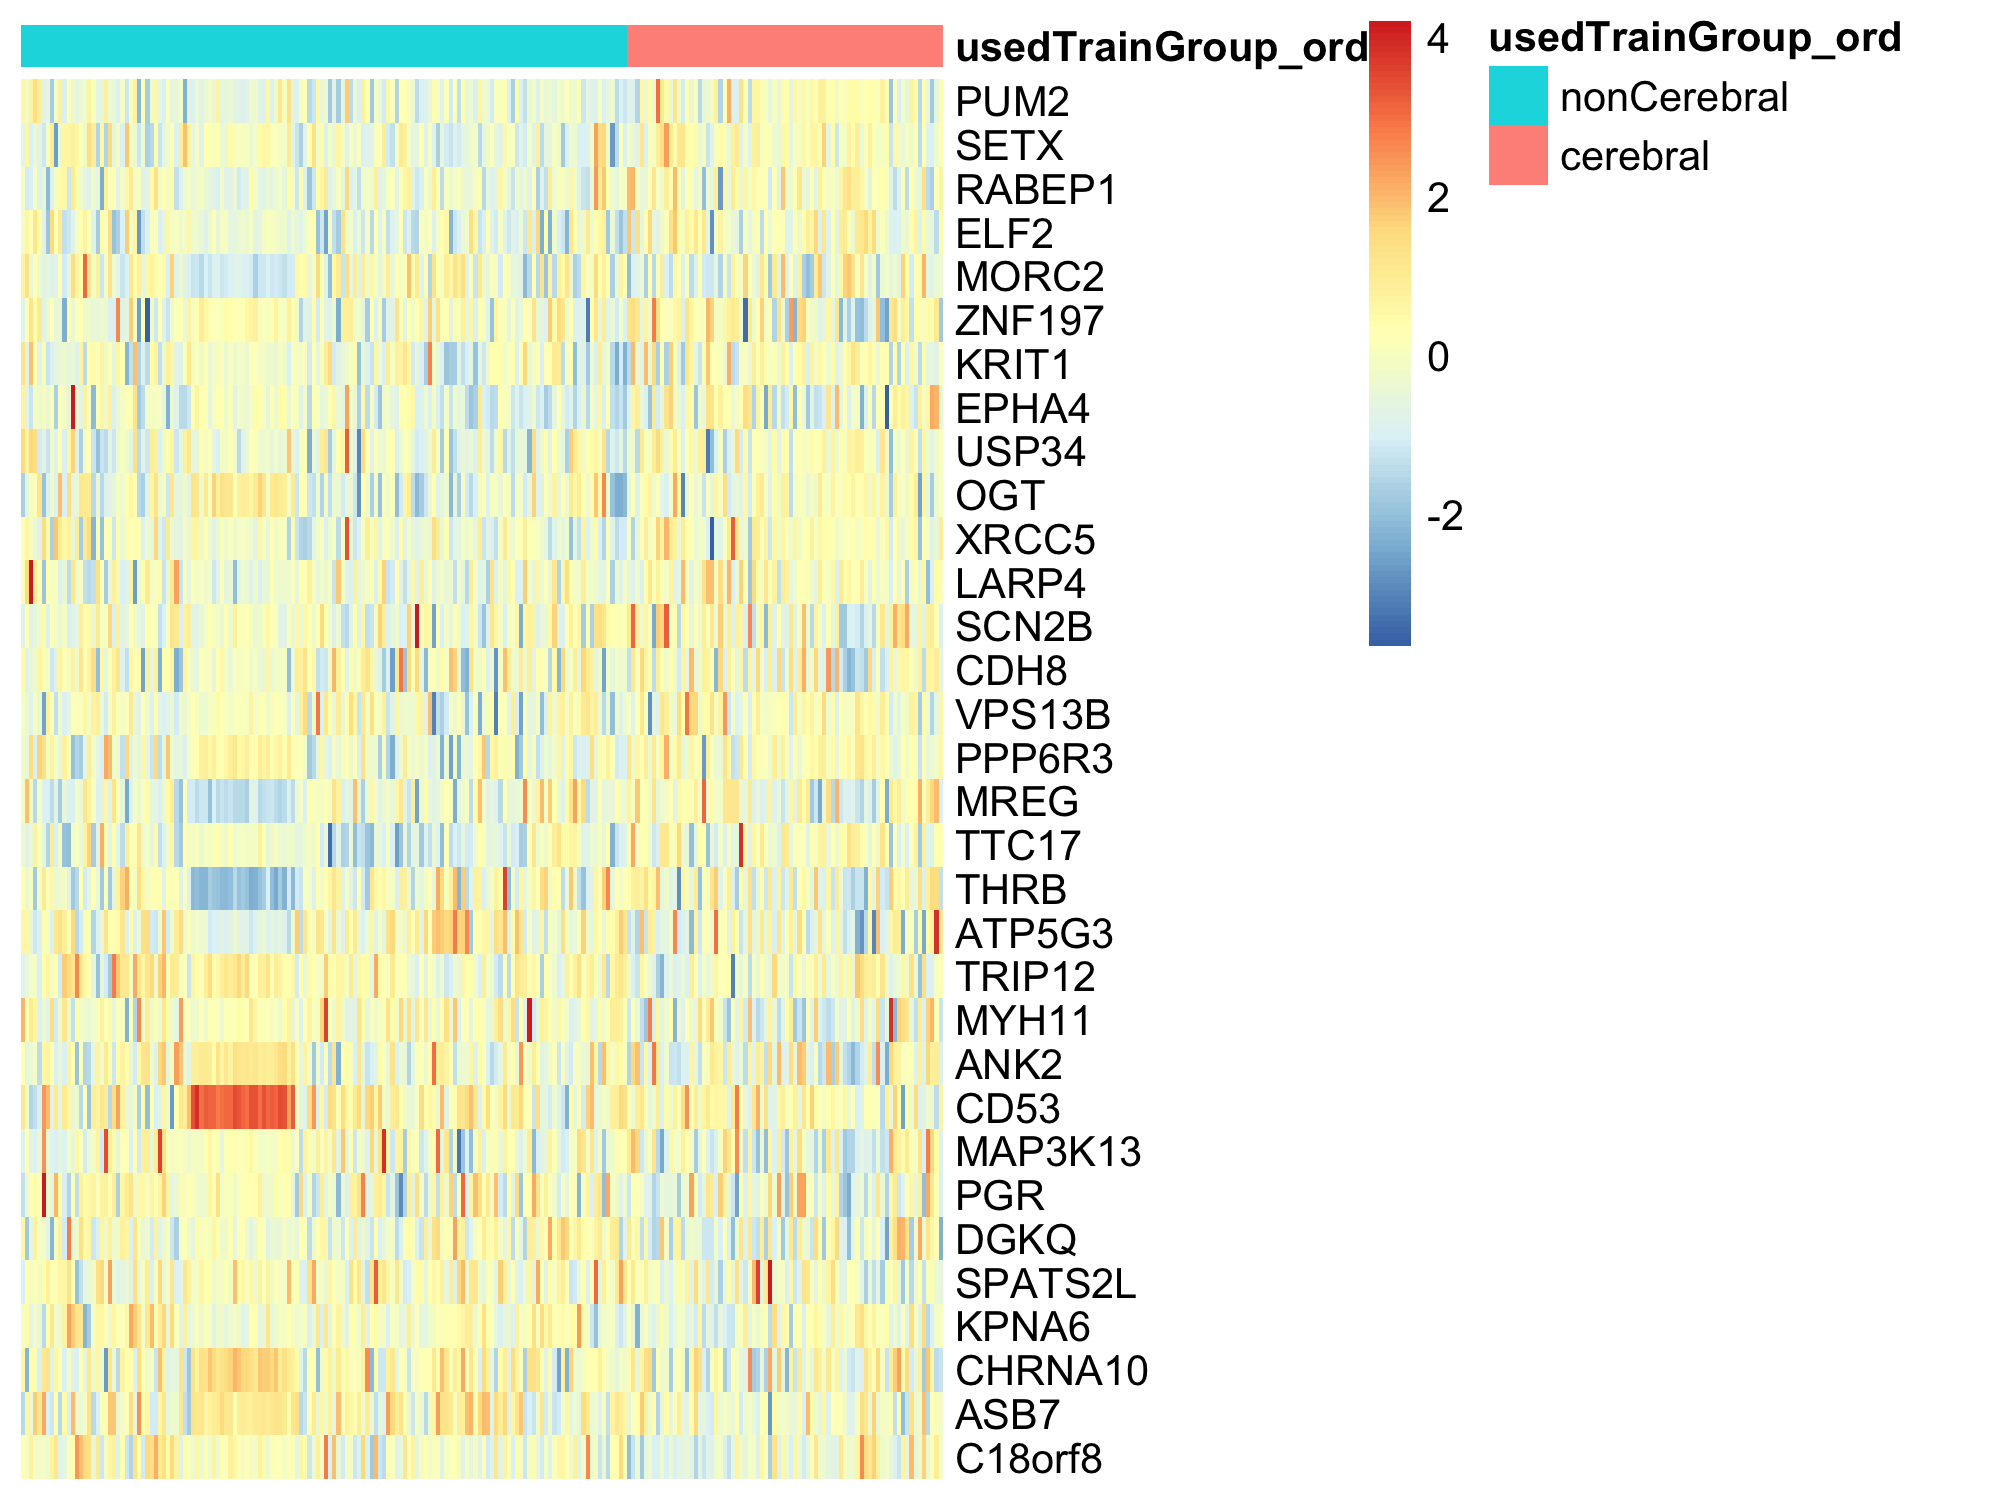 usedTrainGroup_ord
PUM2
SETX
RABEP1
ELF2
MORC2
ZNF197
KRIT1
EPHA4
USP34
OGT
XRCC5
LARP4
SCN2B
CDH8
VPS13B
PPP6R3
MREG
TTC17
THRB
ATP5G3
TRIP12
MYH11
ANK2
CD53
MAP3K13
PGR
DGKQ
SPATS2L
KPNA6
CHRNA10
ASB7
C18orf8
4
2
0
-2
usedTrainGroup_ord
nonCerebral
cerebral